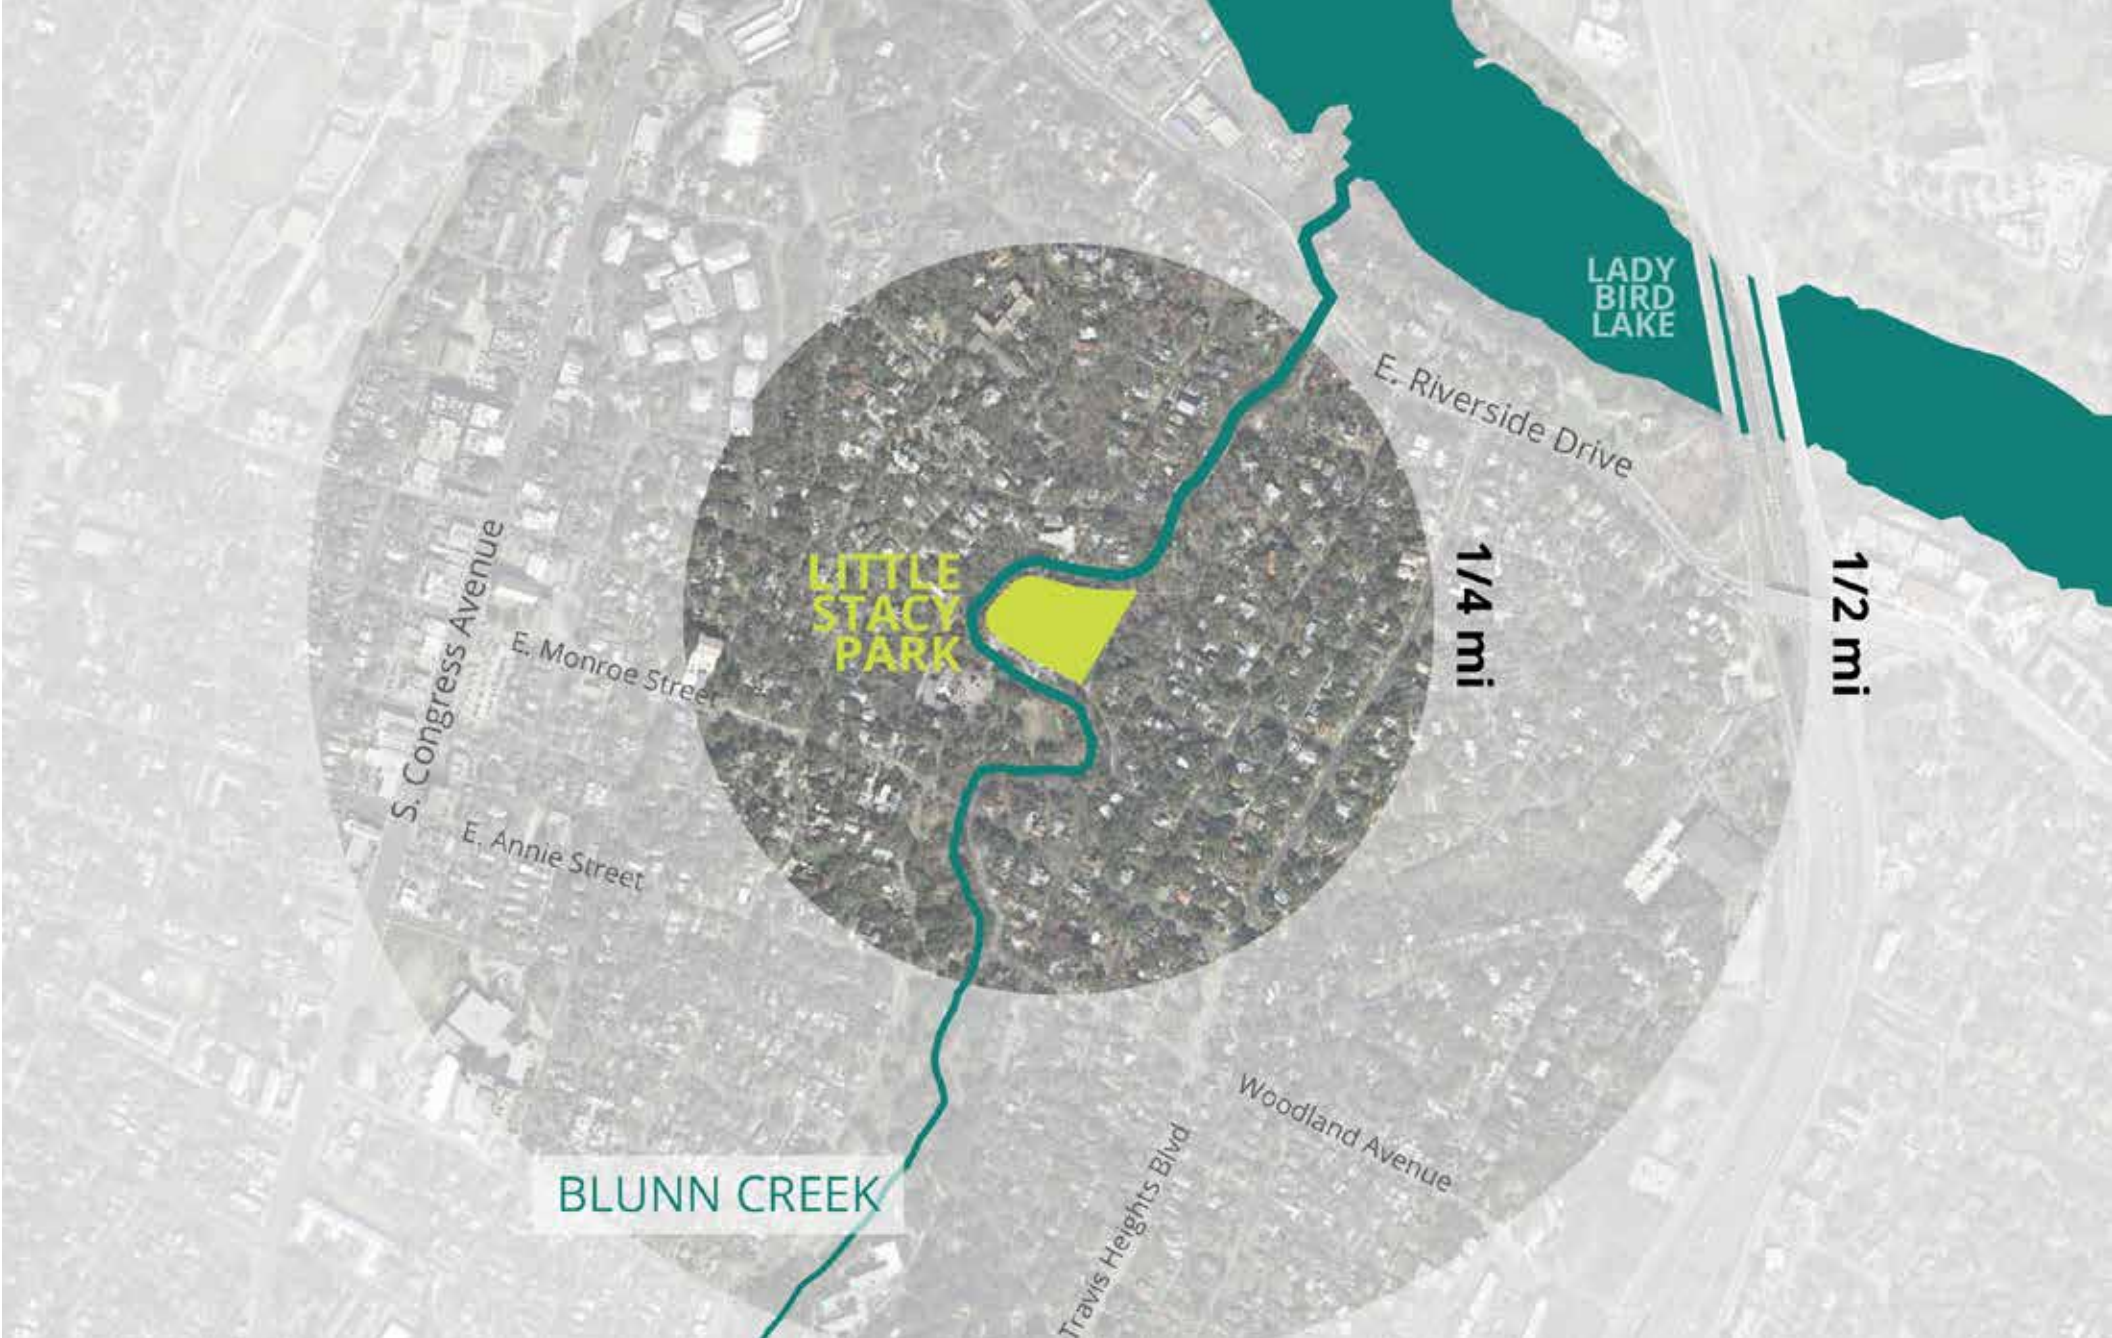 LADY
BIRD
LAKE
E. Riverside Drive
LITTLE
STACY
PARK
1/4 mi
1/2 mi
S. Congress Avenue
E. Monroe Street
E. Annie Street
Woodland Avenue
Travis Heights Blvd
BLUNN CREEK